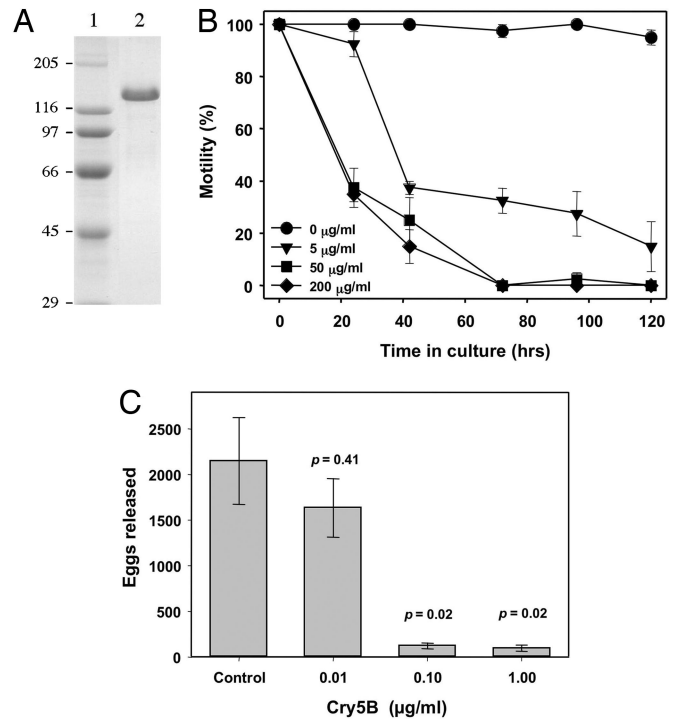 A
1 2
205
116
97
66
45
29
B
Motility (%)
100
80
60
40
20
0
0 μg/ml
5 μg/ml
50 μg/ml
200 μg/ml
0 20 40 60 80 100 120
Time in culture (hrs)
C
Eggs released
2500
2000
1500
1000
500
0
p = 0.41
p = 0.02
p = 0.02
Control 0.01 0.10 1.00
Cry5B (μg/ml)